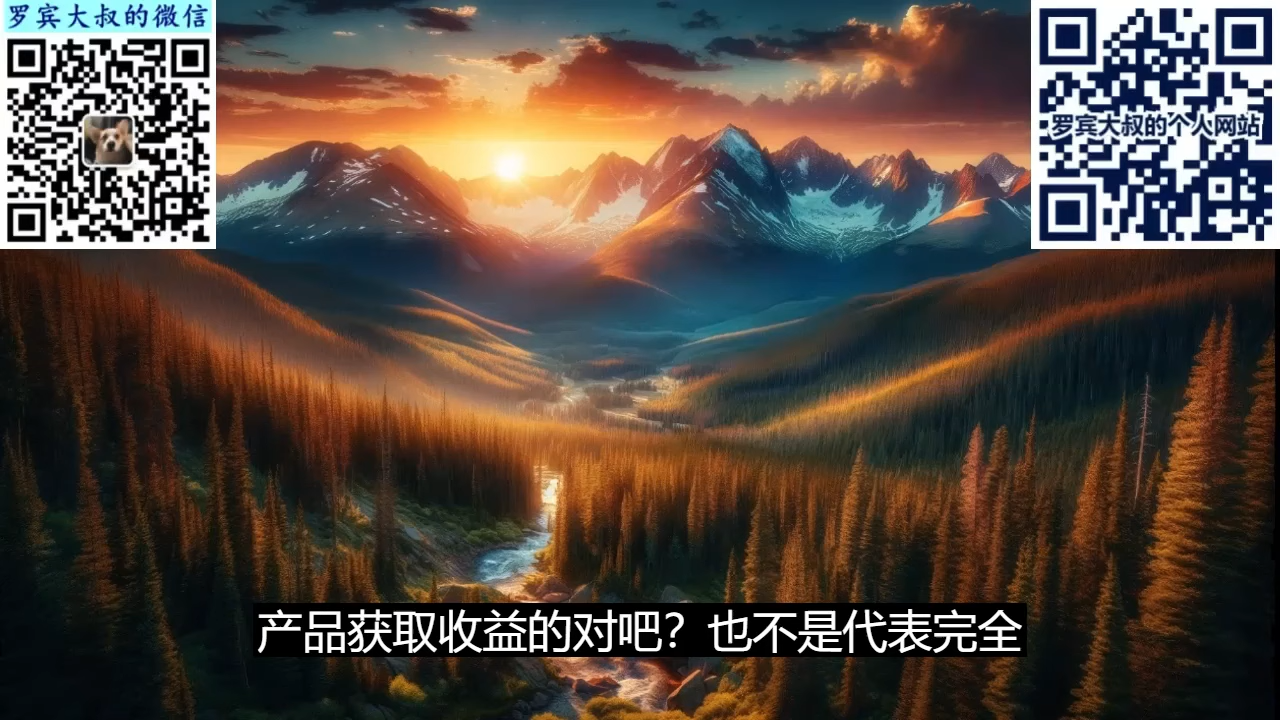 罗宾大叔的微信
罗宾大叔的个人网站
产品获取收益的对吧？也不是代表完全